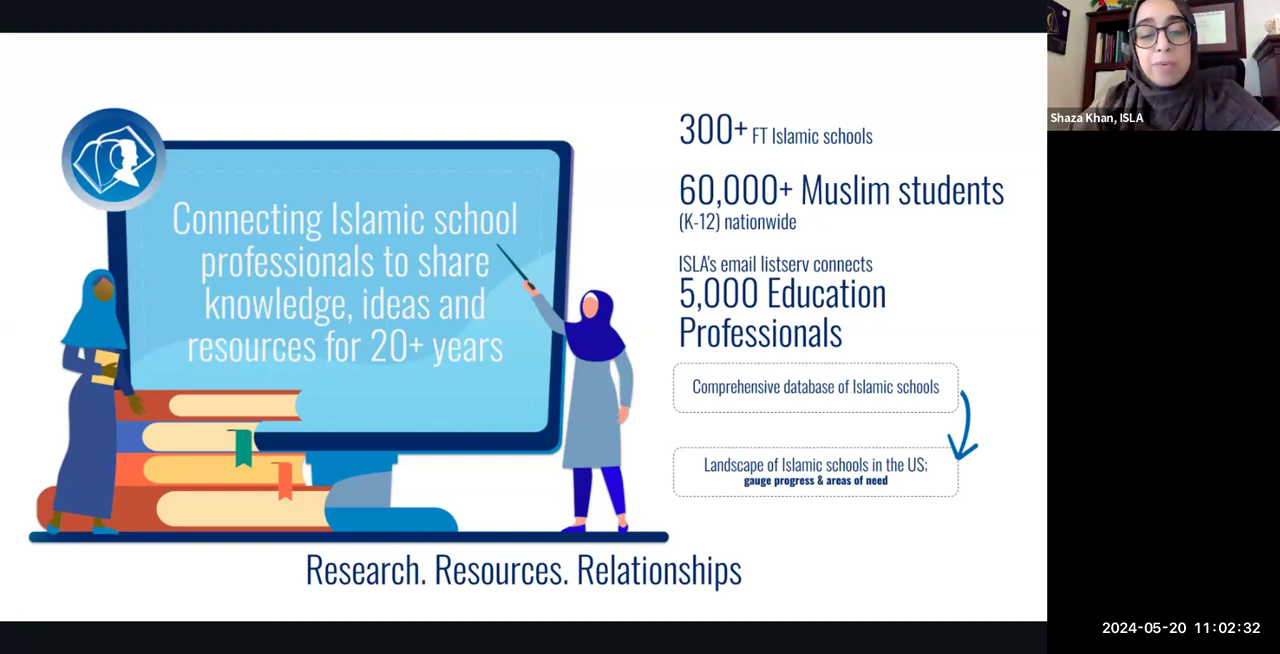 Connecting Islamic school
professionals to share
knowledge, ideas and
resources for 20+ years
300+ FT Islamic schools
60,000+ Muslim students
(K-12) nationwide
ISLA's email listserv connects
5,000 Education
Professionals
Comprehensive database of Islamic schools
Landscape of Islamic schools in the US;
gauge progress & areas of need
Research. Resources. Relationships
Shaza Khan, ISLA
2024-05-20 11:02:32